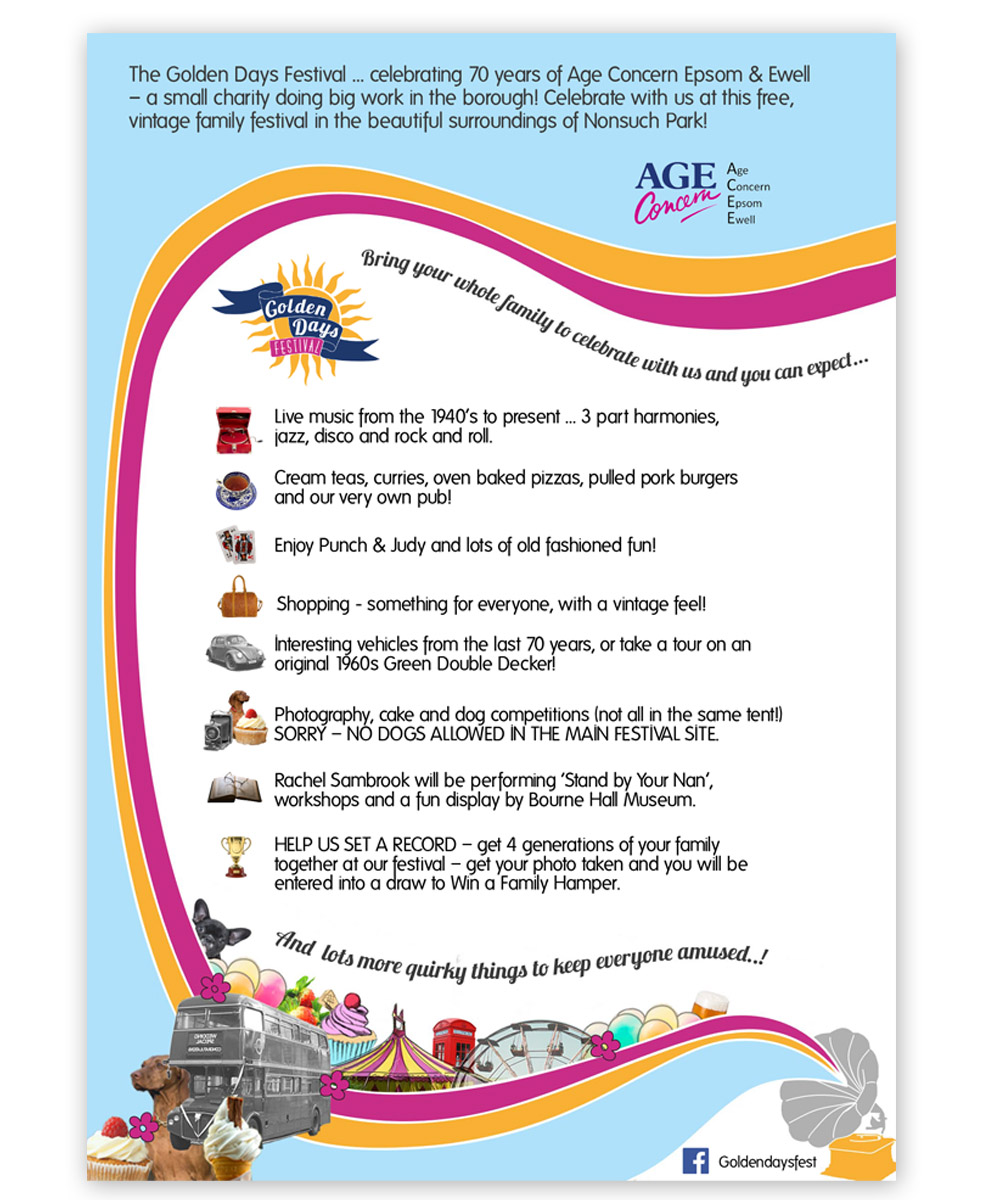 The Golden Days Festival ... celebrating 70 years of Age Concern Epsom & Ewell
– a small charity doing big work in the borough! Celebrate with us at this free,
vintage family festival in the beautiful surroundings of Nonsuch Park!
AGE
Concern
Age
Concern
Epsom
Ewell
Bring your whole family to celebrate with us and you can expect...
Golden
Days
FESTIVAL
Live music from the 1940's to present ... 3 part harmonies,
jazz, disco and rock and roll.
Cream teas, curries, oven baked pizzas, pulled pork burgers
and our very own pub!
Enjoy Punch & Judy and lots of old fashioned fun!
Shopping - something for everyone, with a vintage feel!
Interesting vehicles from the last 70 years, or take a tour on an
original 1960s Green Double Decker!
Photography, cake and dog competitions (not all in the same tent!)
SORRY – NO DOGS ALLOWED IN THE MAIN FESTIVAL SITE.
Rachel Sambrook will be performing 'Stand by Your Nan',
workshops and a fun display by Bourne Hall Museum.
HELP US SET A RECORD – get 4 generations of your family
together at our festival – get your photo taken and you will be
entered into a draw to Win a Family Hamper.
And lots more quirky things to keep everyone amused..!
Goldendaysfest